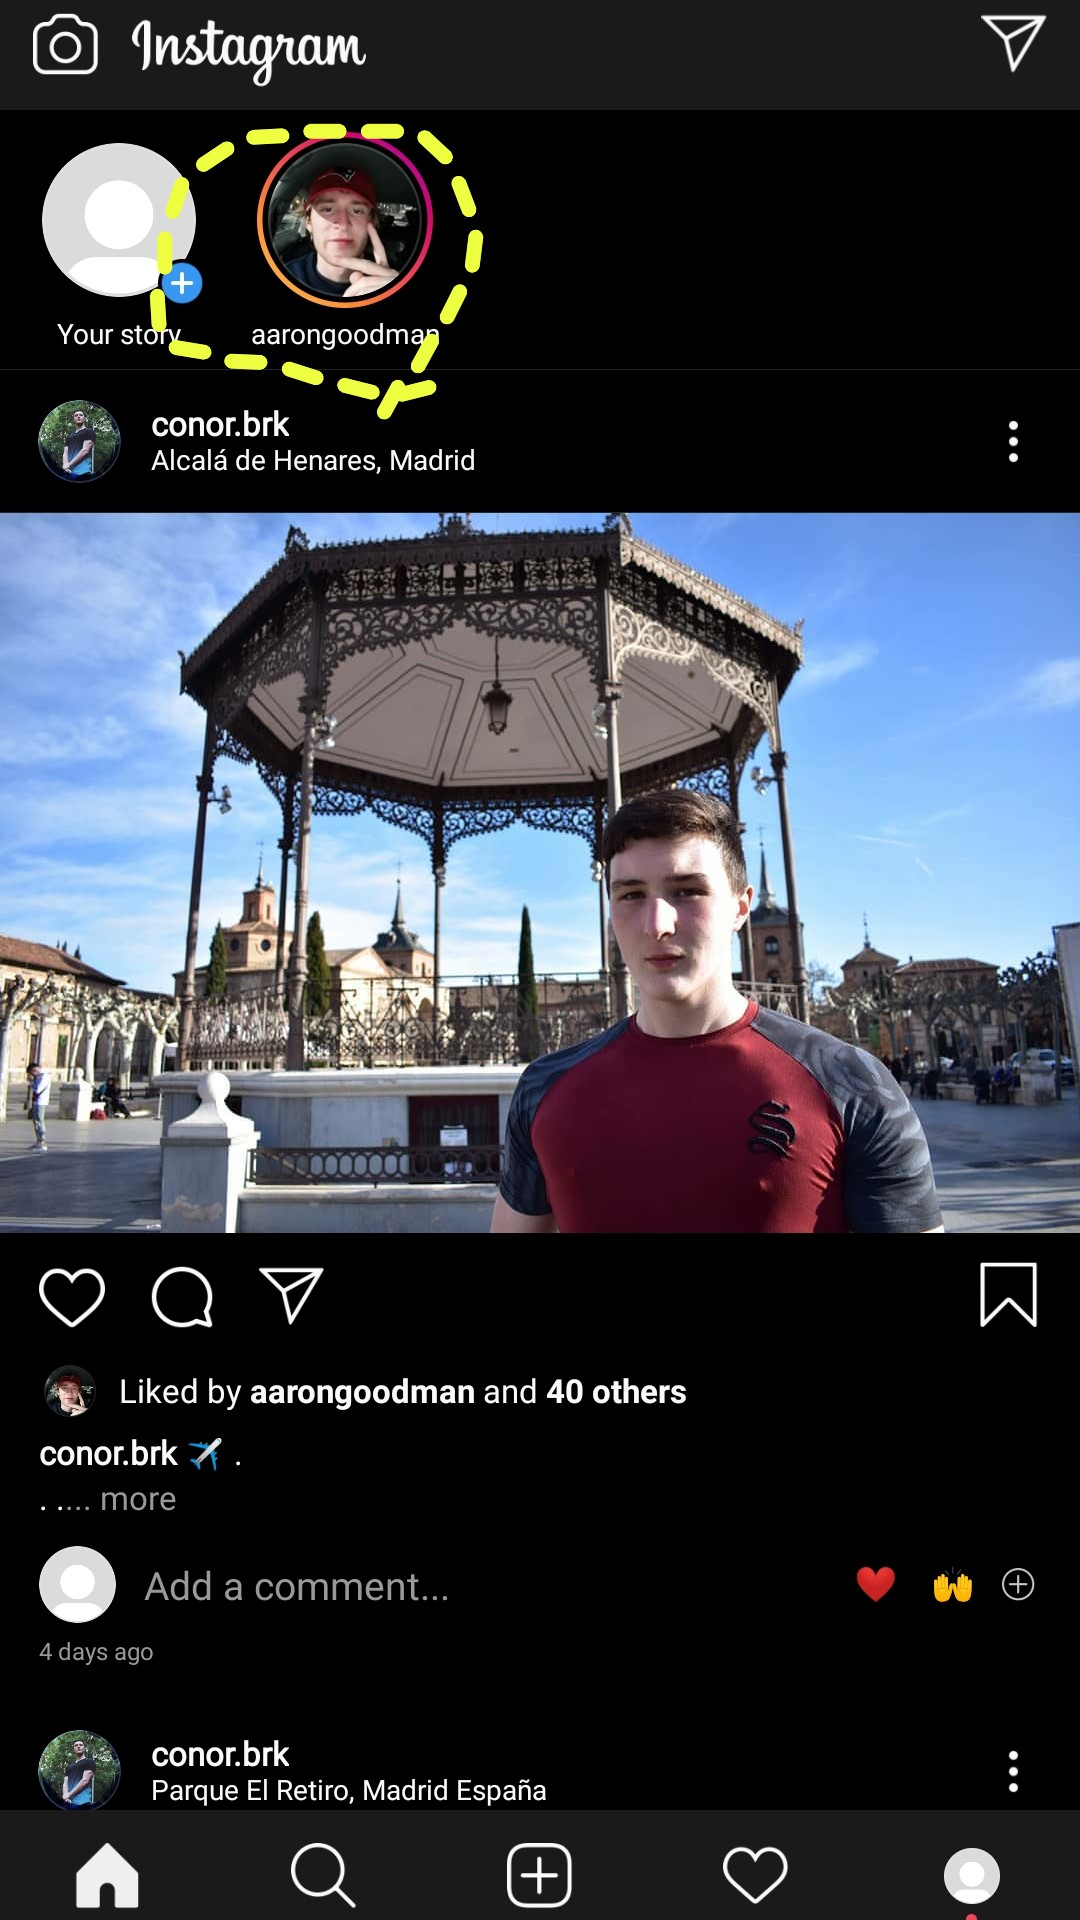 Instagram
Your story
aarongoodman
conor.brk
Alcalá de Henares, Madrid
Liked by aarongoodman and 40 others
conor.brk ✈️ .
. .... more
Add a comment...
4 days ago
conor.brk
Parque El Retiro, Madrid España